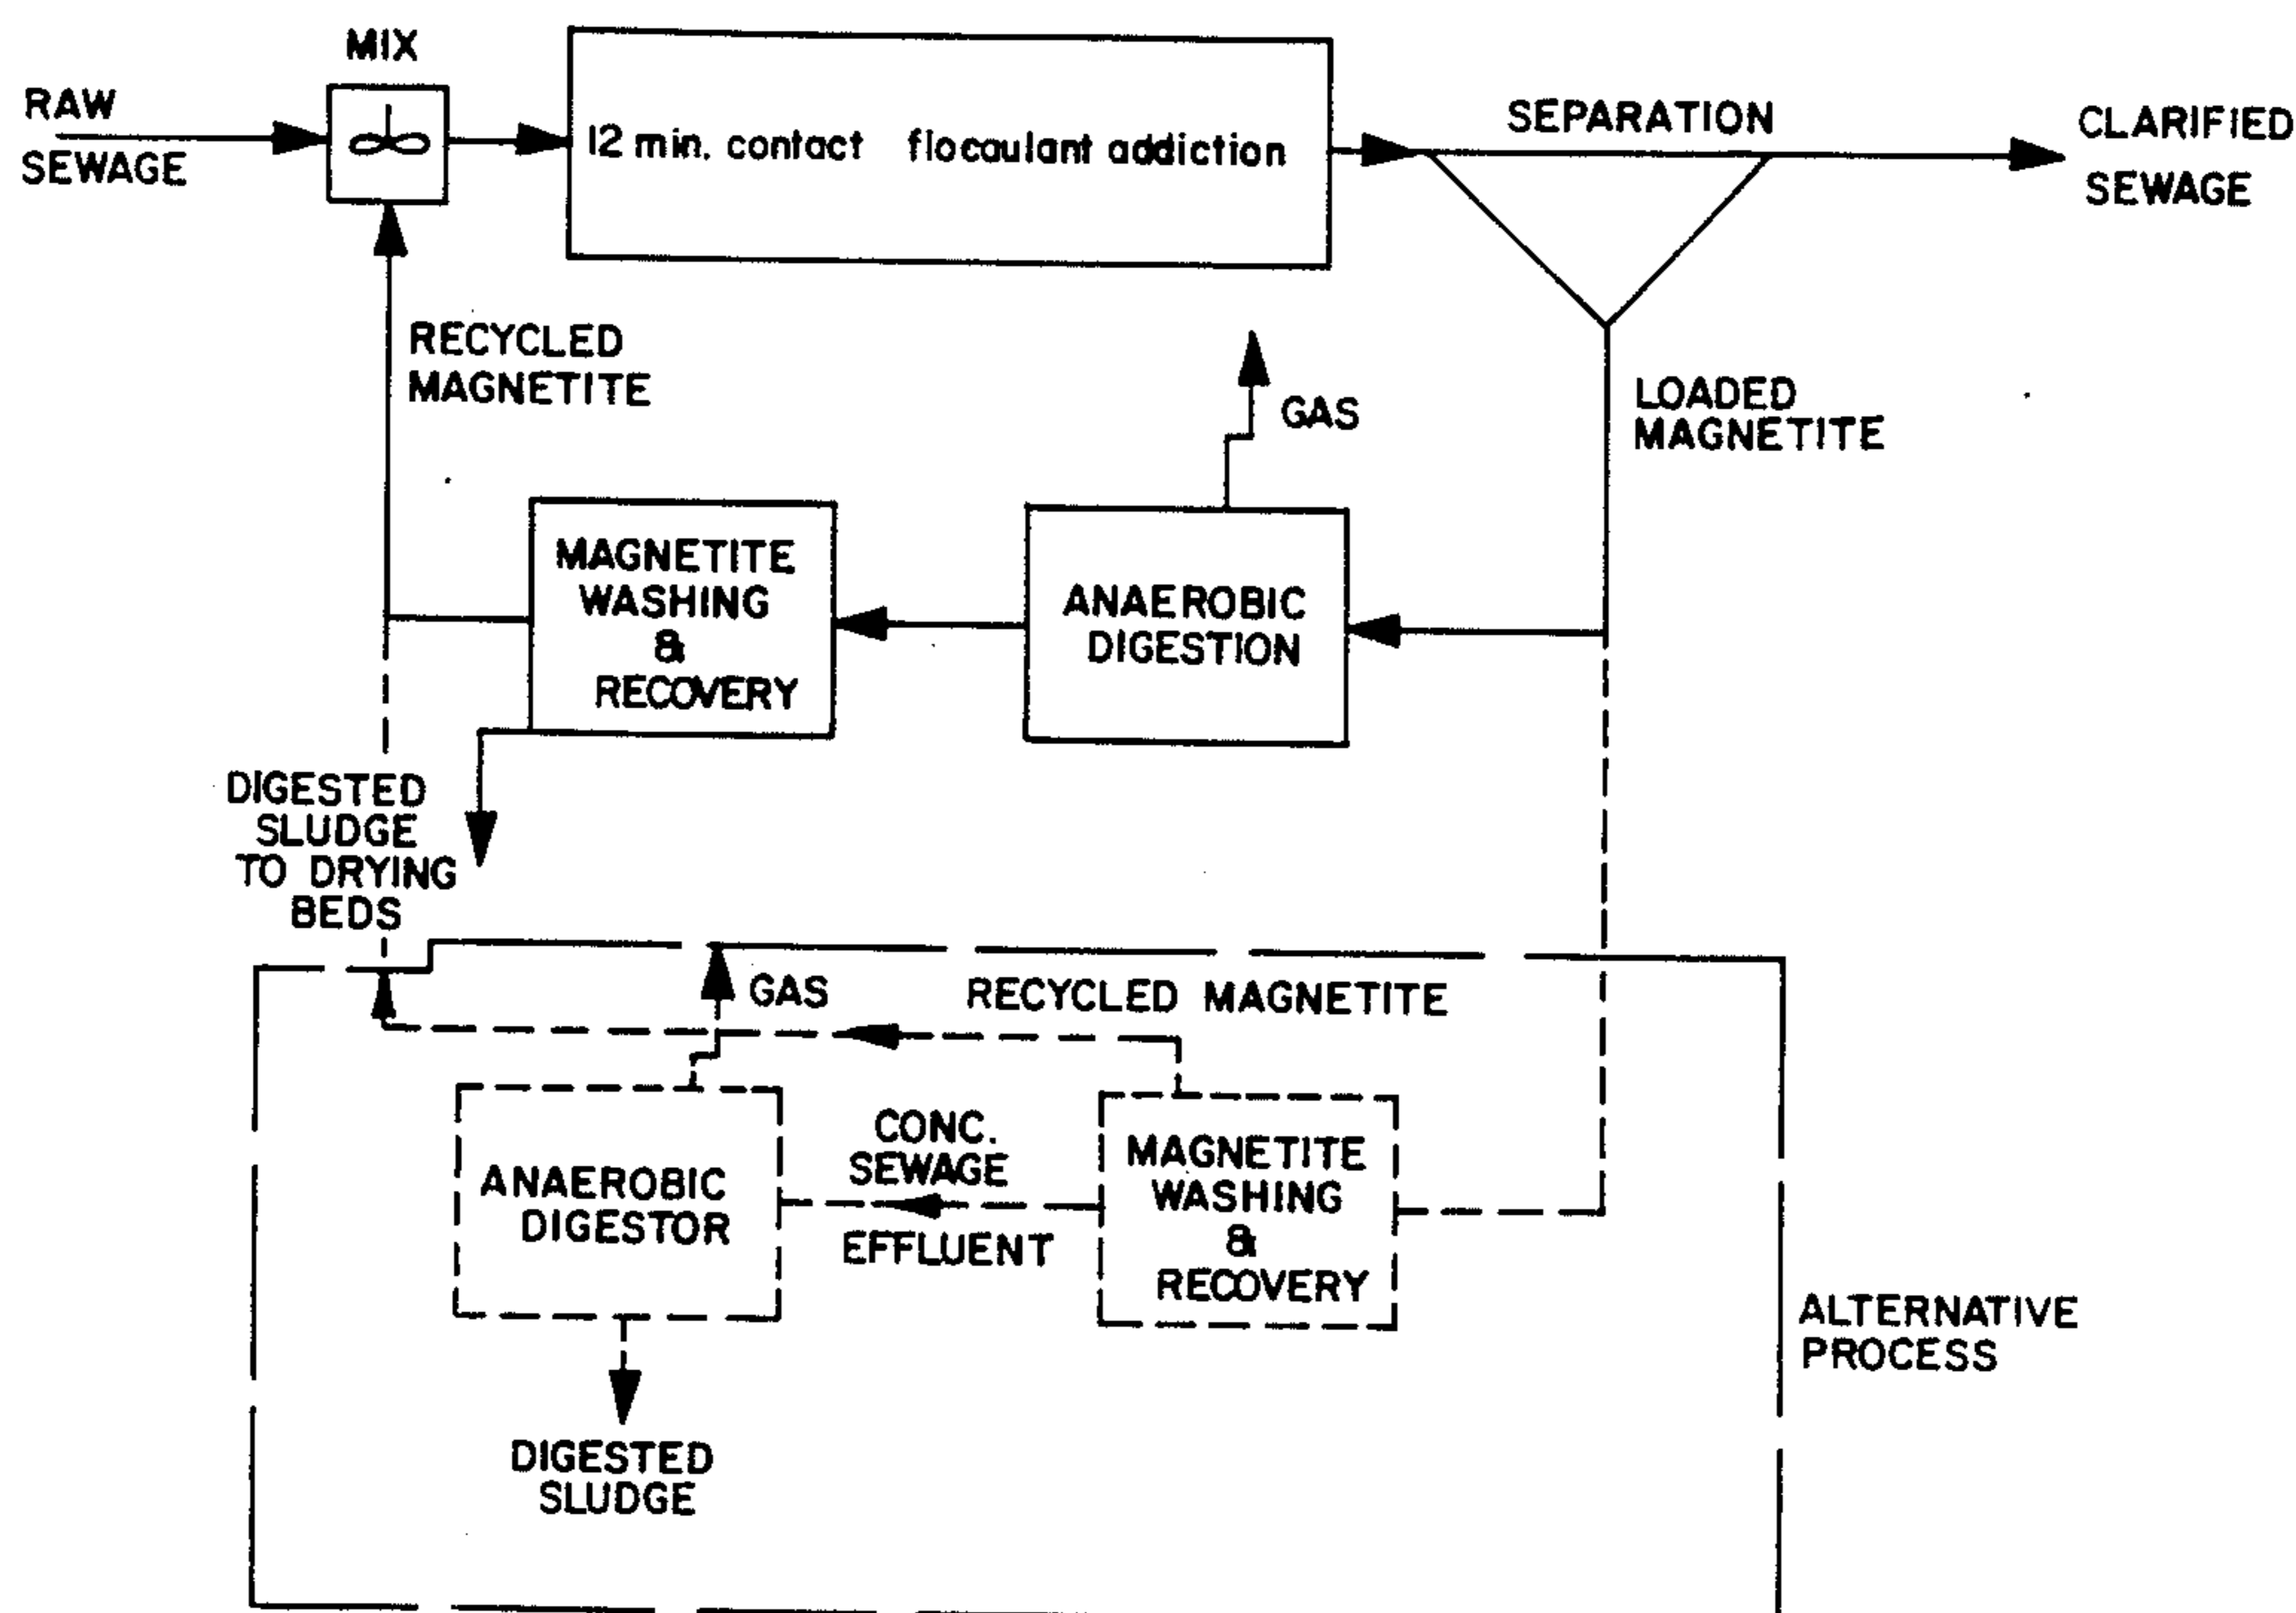 MIX
RAW
SEWAGE
12 min. contact flocaulant addiction
SEPARATION
CLARIFIED
SEWAGE
RECYCLED
MAGNETITE
GAS
LOADED
MAGNETITE
MAGNETITE
WASHING
&
RECOVERY
ANAEROBIC
DIGESTION
DIGESTED
SLUDGE
TO DRYING
BEDS
GAS
RECYCLED MAGNETITE
ANAEROBIC
DIGESTOR
CONC.
SEWAGE
EFFLUENT
MAGNETITE
WASHING
&
RECOVERY
ALTERNATIVE
PROCESS
DIGESTED
SLUDGE